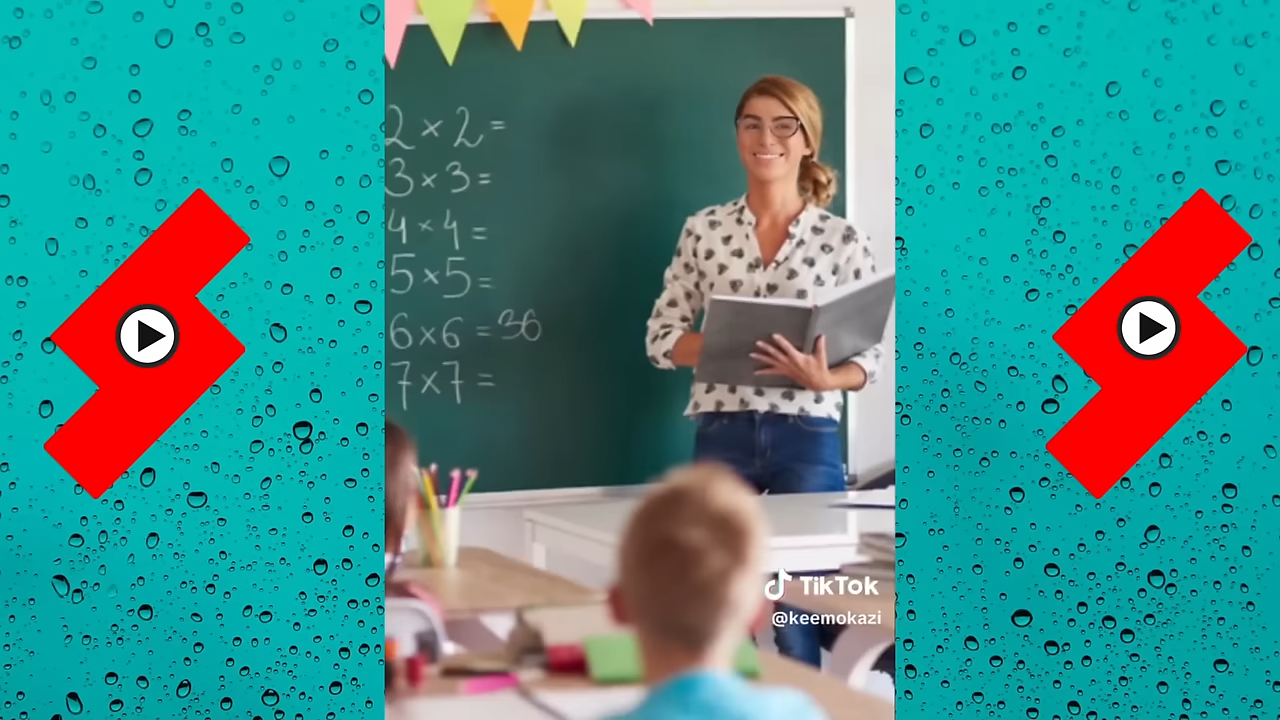 2 × 2 =
3 × 3 =
4 × 4 =
5 × 5 =
6 × 6 = 36
7 × 7 =
TikTok
@keemokazi